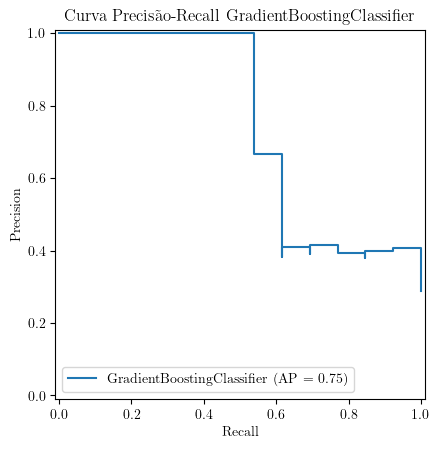 Curva Precisão-Recall GradientBoostingClassifier
1.0
0.8
0.6
0.4
0.2
0.0
Precision
GradientBoostingClassifier (AP = 0.75)
0.0 0.2 0.4 0.6 0.8 1.0
Recall